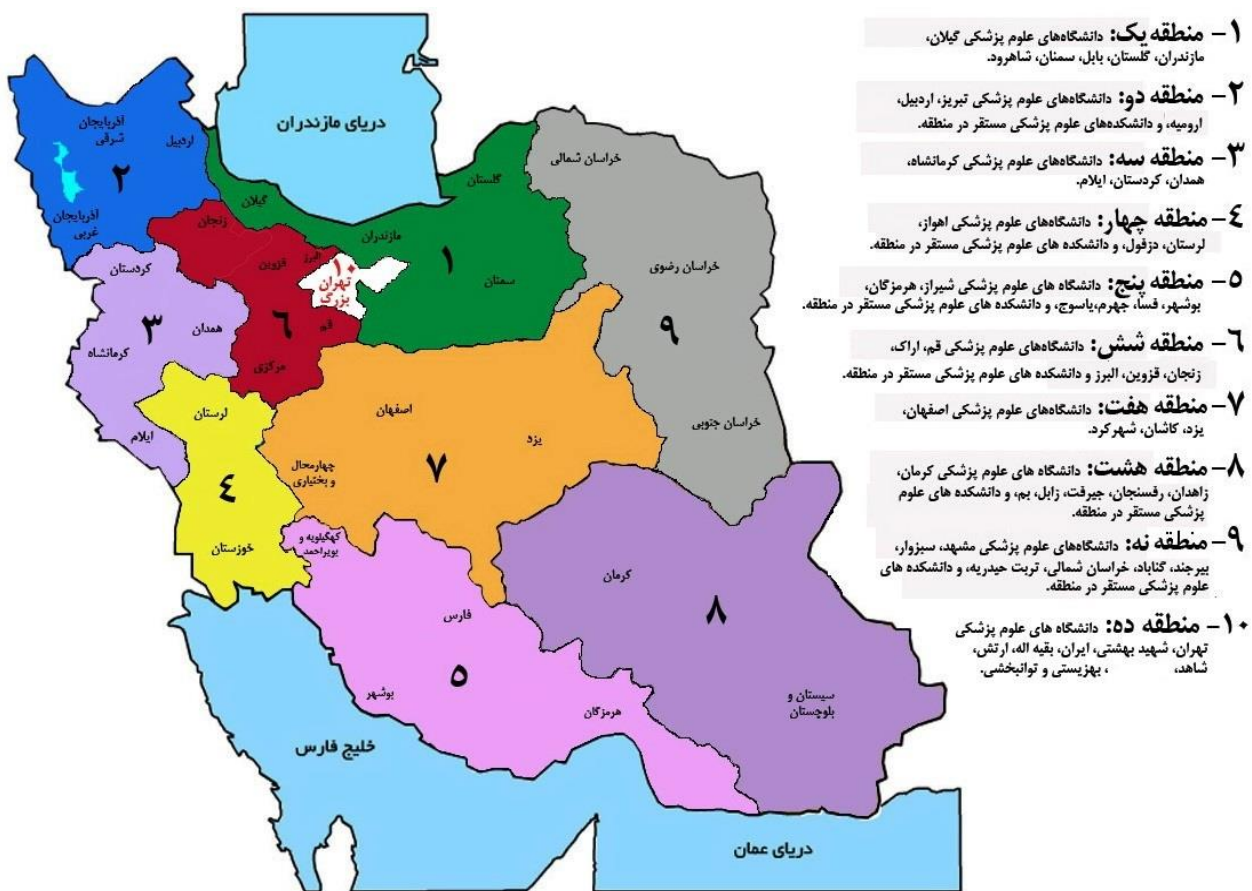 ۱- منطقه یک: دانشگاه‌های علوم پزشکی گیلان،
مازندران، گلستان، بابل، سمنان، شاهرود.
۲- منطقه دو: دانشگاه‌های علوم پزشکی تبریز، اردبیل،
ارومیه، و دانشکده‌های علوم پزشکی مستقر در منطقه.
۳- منطقه سه: دانشگاه‌های علوم پزشکی کرمانشاه،
همدان، کردستان، ایلام.
۴- منطقه چهار: دانشگاه‌های علوم پزشکی اهواز،
لرستان، دزفول، و دانشکده های علوم پزشکی مستقر در منطقه.
۵- منطقه پنج: دانشگاه های علوم پزشکی شیراز، هرمزگان،
بوشهر، فسا، جهرم،یاسوج، و دانشکده های علوم پزشکی مستقر در منطقه.
۶- منطقه شش: دانشگاه‌های علوم پزشکی قم، اراک،
زنجان، قزوین، البرز و دانشکده های علوم پزشکی مستقر در منطقه.
۷- منطقه هفت: دانشگاه‌های علوم پزشکی اصفهان،
یزد، کاشان، شهرکرد.
۸- منطقه هشت: دانشگاه های علوم پزشکی کرمان،
زاهدان، رفسنجان، جیرفت، زابل، بم، و دانشکده های علوم
پزشکی مستقر در منطقه.
۹- منطقه نه: دانشگاه‌های علوم پزشکی مشهد، سبزوار،
بیرجند، گناباد، خراسان شمالی، تربت حیدریه، و دانشکده های
علوم پزشکی مستقر در منطقه.
۱۰- منطقه ده: دانشگاه های علوم پزشکی
تهران، شهید بهشتی، ایران، بقیه اله، ارتش،
شاهد، ، بهزیستی و توانبخشی.
دریای مازندران
آذربایجان
شرقی
اردبیل
۲
آذربایجان
غربی
گیلان
مازندران
گلستان
۱
سمنان
خراسان شمالی
خراسان رضوی
۹
خراسان جنوبی
زنجان
قزوین
البرز
۱۰
تهران
بزرگ
۶
قم
مرکزی
کردستان
۳
همدان
کرمانشاه
ایلام
لرستان
۴
خوزستان
اصفهان
یزد
۷
چهارمحال
و بختیاری
کهگیلویه و
بویراحمد
فارس
۵
بوشهر
هرمزگان
کرمان
۸
سیستان و
بلوچستان
خلیج فارس
دریای عمان